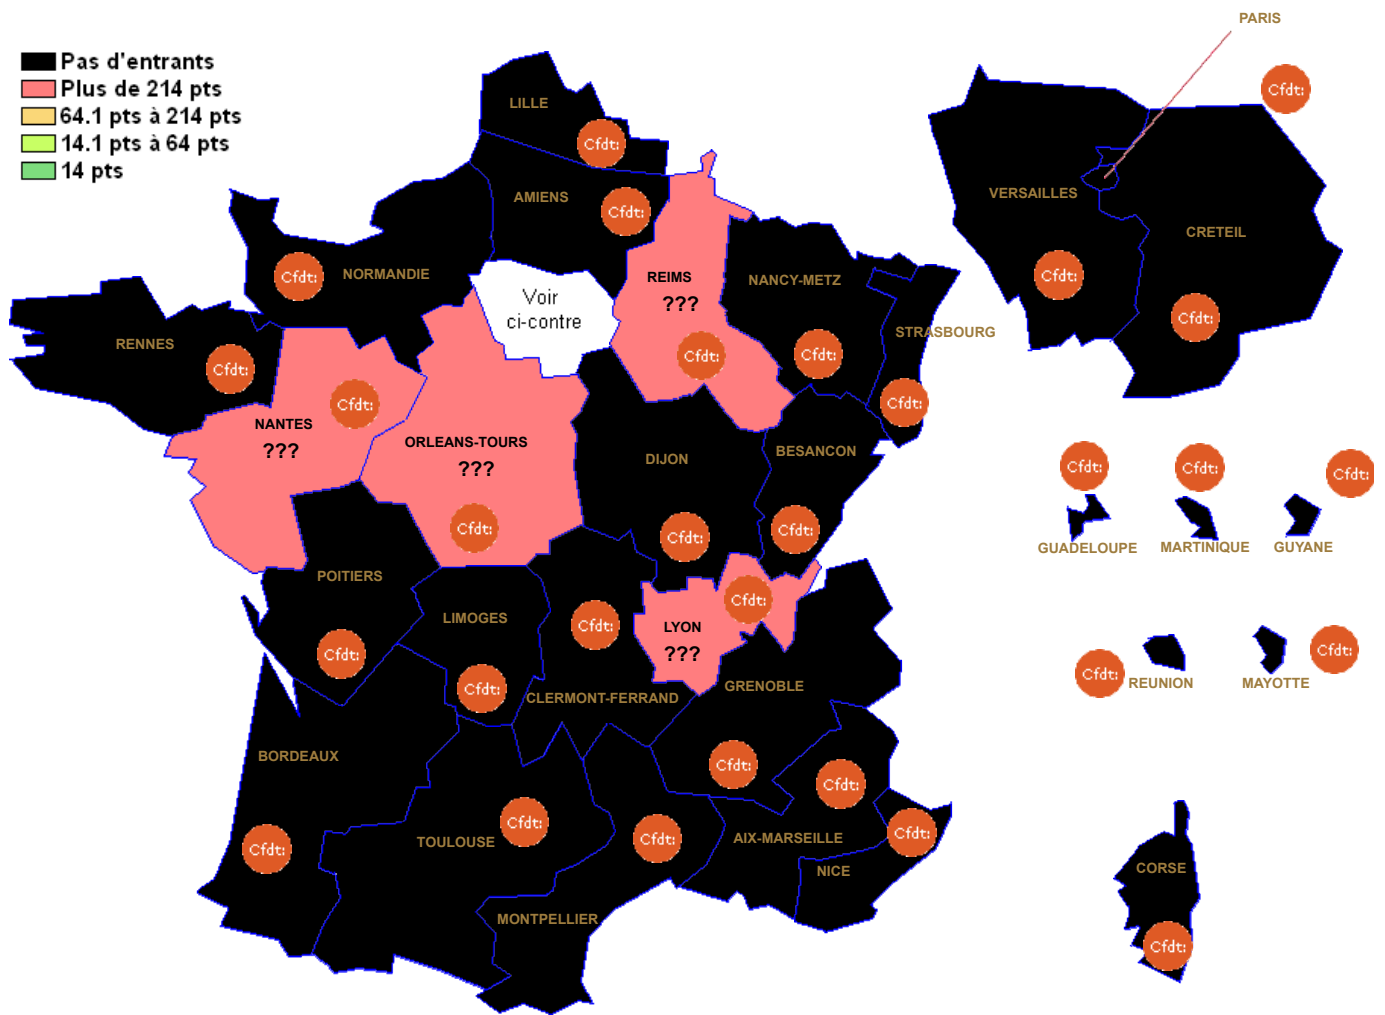 PARIS
Pas d'entrants
Plus de 214 pts
64.1 pts à 214 pts
14.1 pts à 64 pts
14 pts
Cfdt:
LILLE
Cfdt:
AMIENS
Cfdt:
VERSAILLES
CRETEIL
Cfdt:
Cfdt:
NORMANDIE
Cfdt:
REIMS
???
Cfdt:
NANCY-METZ
Cfdt:
Voir
ci-contre
STRASBOURG
Cfdt:
RENNES
Cfdt:
Cfdt:
NANTES
???
ORLEANS-TOURS
???
Cfdt:
DIJON
Cfdt:
BESANCON
Cfdt:
Cfdt:
Cfdt:
Cfdt:
GUADELOUPE
MARTINIQUE
GUYANE
POITIERS
Cfdt:
LIMOGES
Cfdt:
Cfdt:
CLERMONT-FERRAND
Cfdt:
LYON
???
GRENOBLE
Cfdt:
Cfdt:
REUNION
MAYOTTE
Cfdt:
BORDEAUX
Cfdt:
TOULOUSE
Cfdt:
Cfdt:
MONTPELLIER
Cfdt:
AIX-MARSEILLE
Cfdt:
NICE
CORSE
Cfdt: